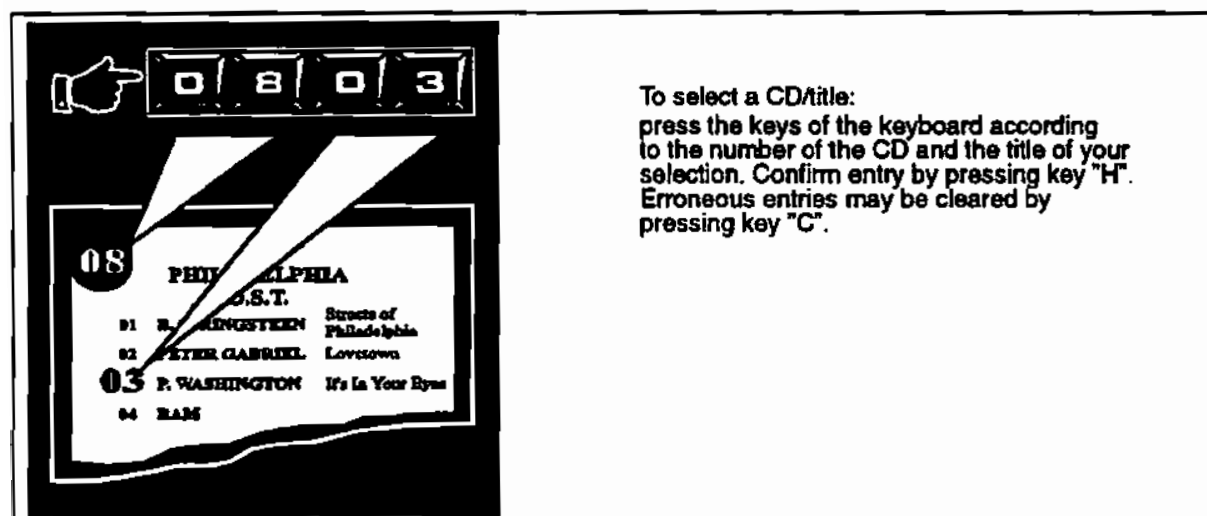 0 8 0 3
To select a CD/title:
press the keys of the keyboard according
to the number of the CD and the title of your
selection. Confirm entry by pressing key "H".
Erroneous entries may be cleared by
pressing key "C".
08
PHIL ELPHIA
O.S.T.
01 B. RINGSTEEN Streets of
Philadelphia
02 PETER GABRIEL Lovetown
03 P. WASHINGTON It's In Your Eyes
04 RAM